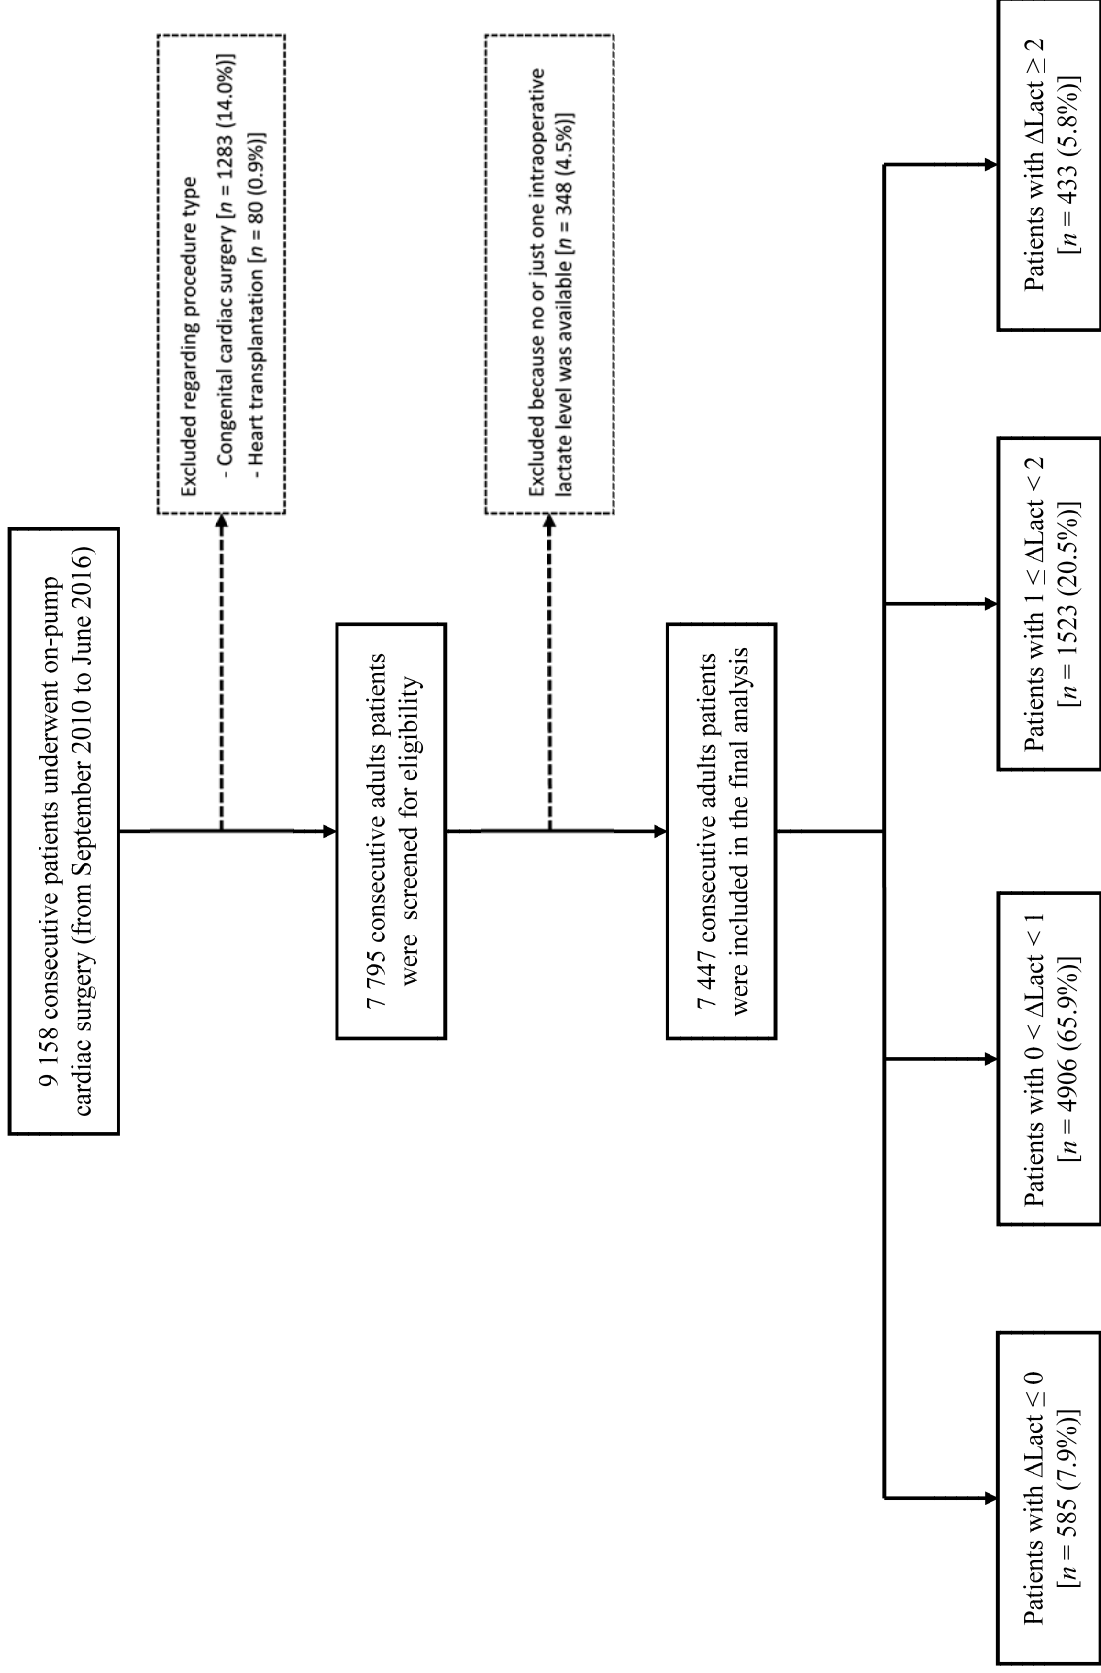 9 158 consecutive patients underwent on-pump
cardiac surgery (from September 2010 to June 2016)
Excluded regarding procedure type
- Congenital cardiac surgery [n = 1283 (14.0%)]
- Heart transplantation [n = 80 (0.9%)]
7 795 consecutive adults patients
were screened for eligibility
Excluded because no or just one intraoperative
lactate level was available [n = 348 (4.5%)]
7 447 consecutive adults patients
were included in the final analysis
Patients with ΔLact ≤ 0
[n = 585 (7.9%)]
Patients with 0 < ΔLact < 1
[n = 4906 (65.9%)]
Patients with 1 ≤ ΔLact < 2
[n = 1523 (20.5%)]
Patients with ΔLact ≥ 2
[n = 433 (5.8%)]